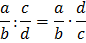 a/b : c/d = a/b · d/c